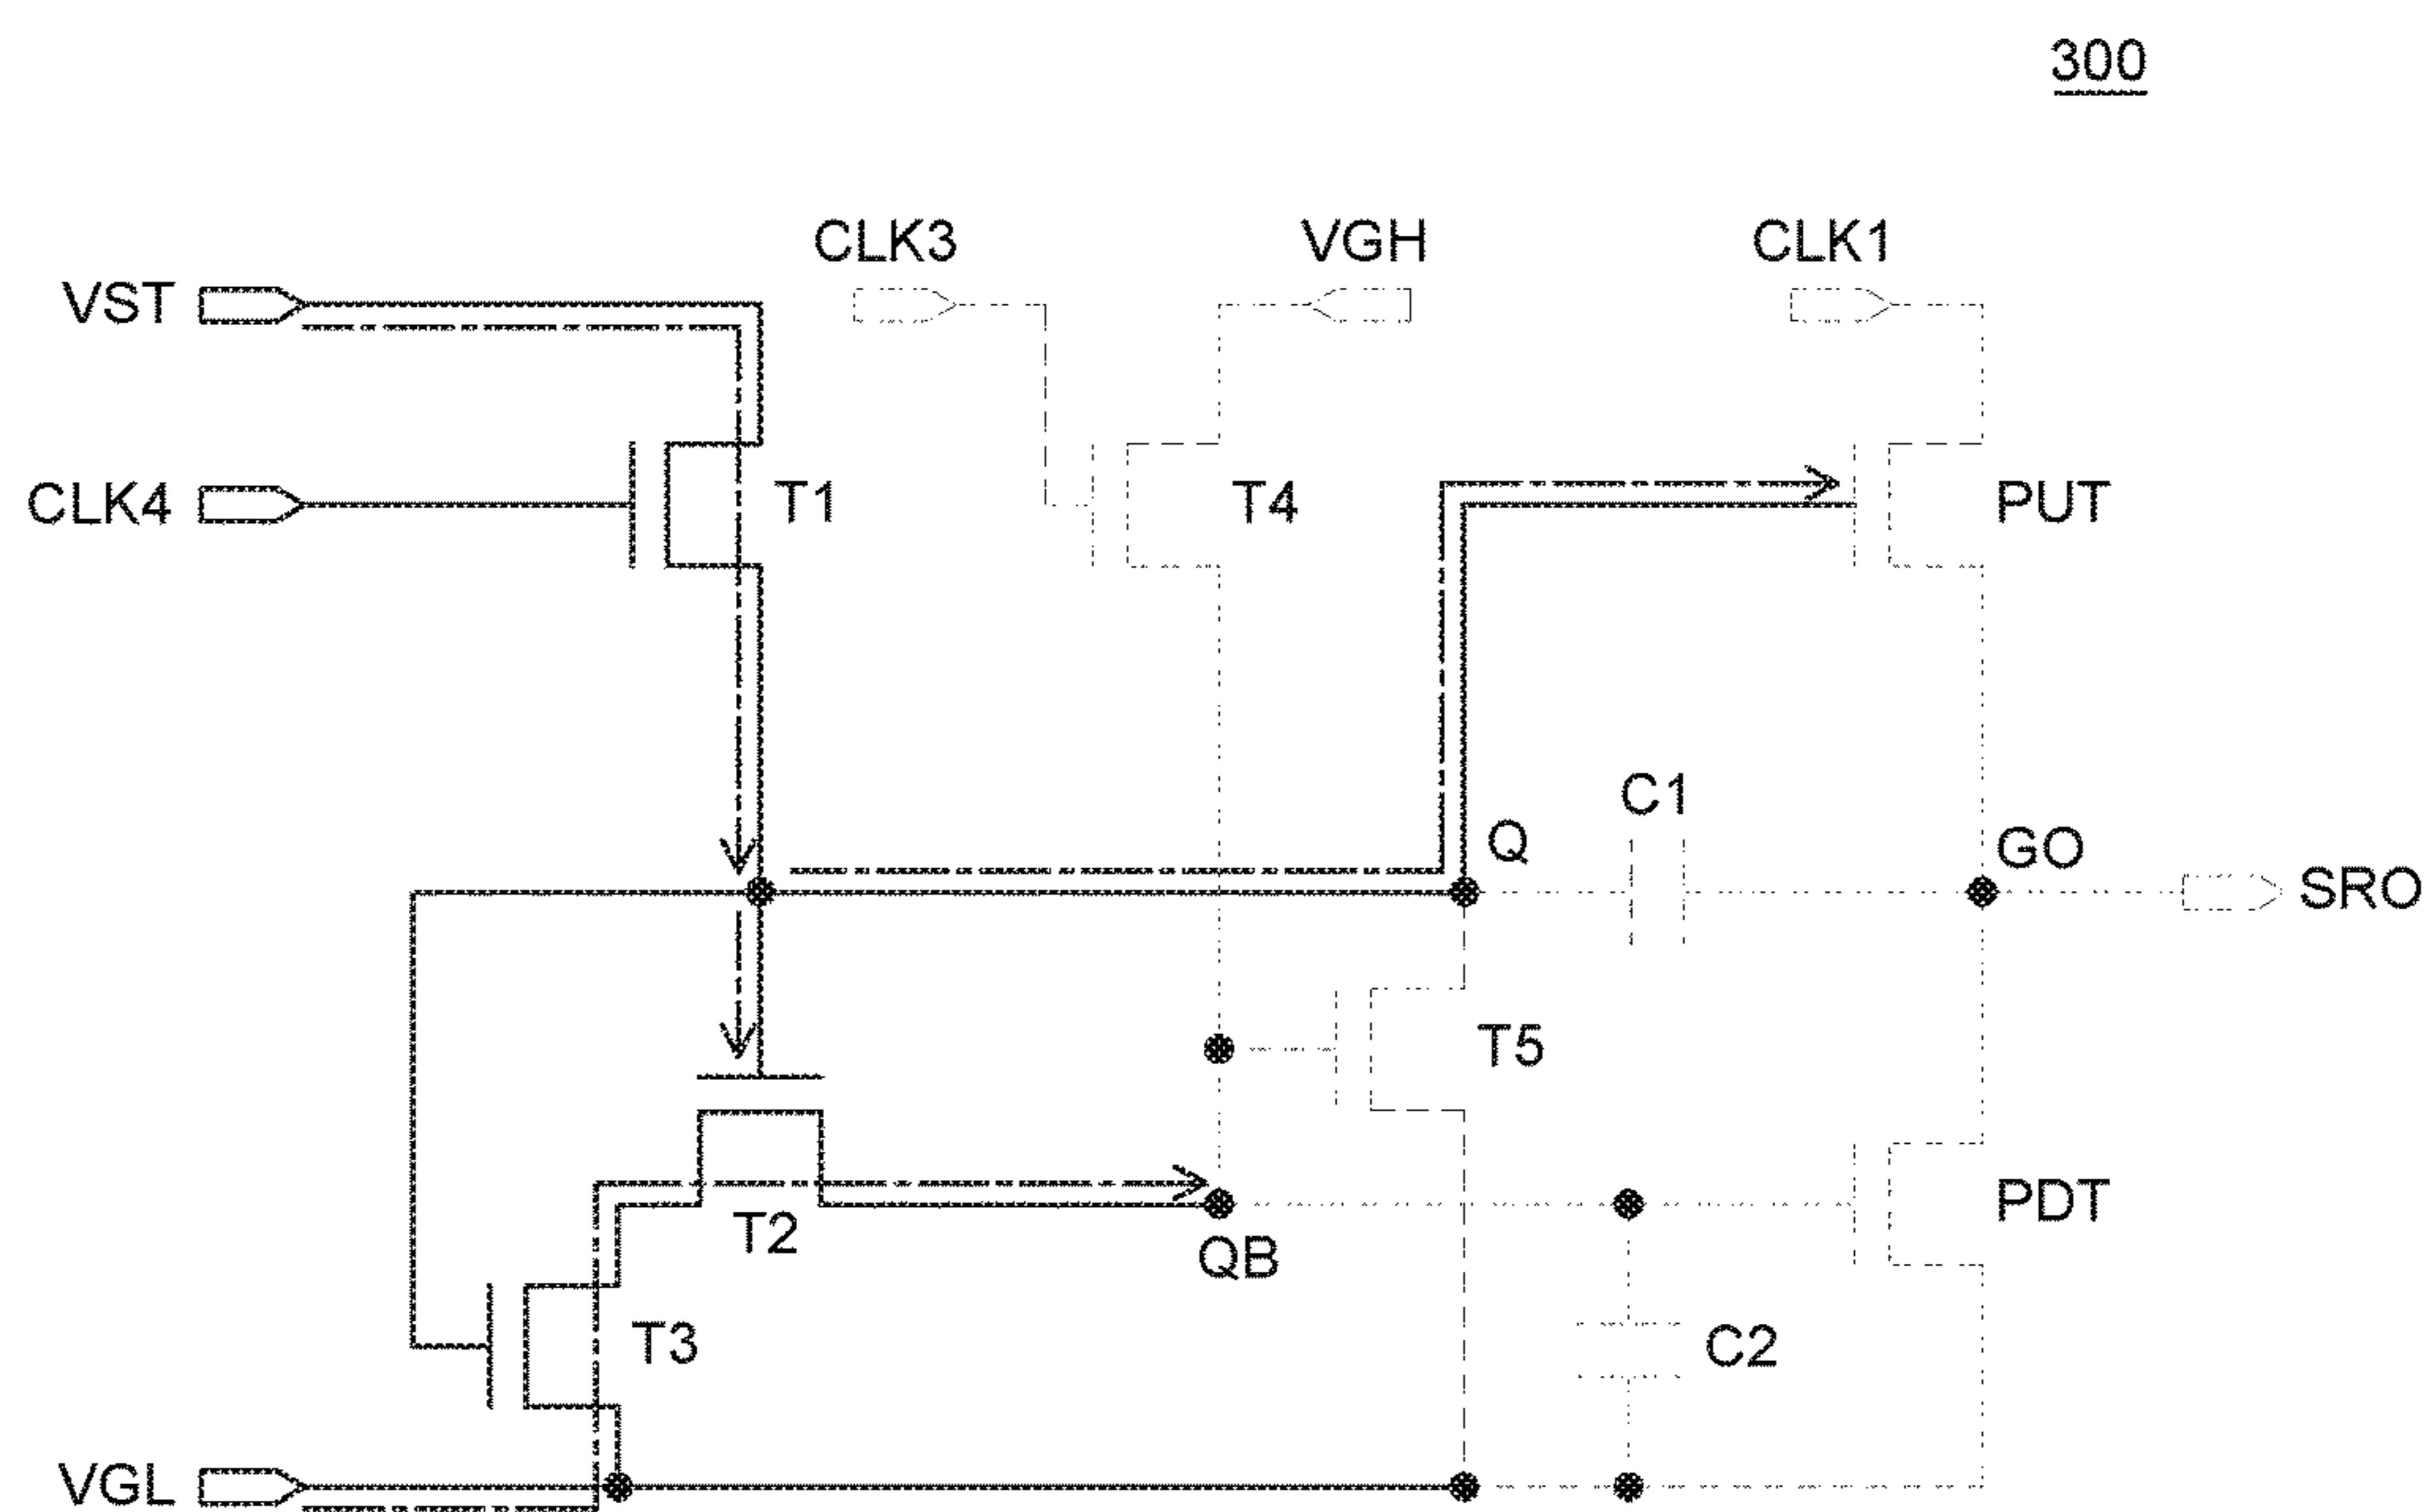 300
CLK3
VGH
CLK1
VST
CLK4
T1
T4
PUT
C1
Q
GO
SRO
T5
T2
QB
PDT
T3
C2
VGL